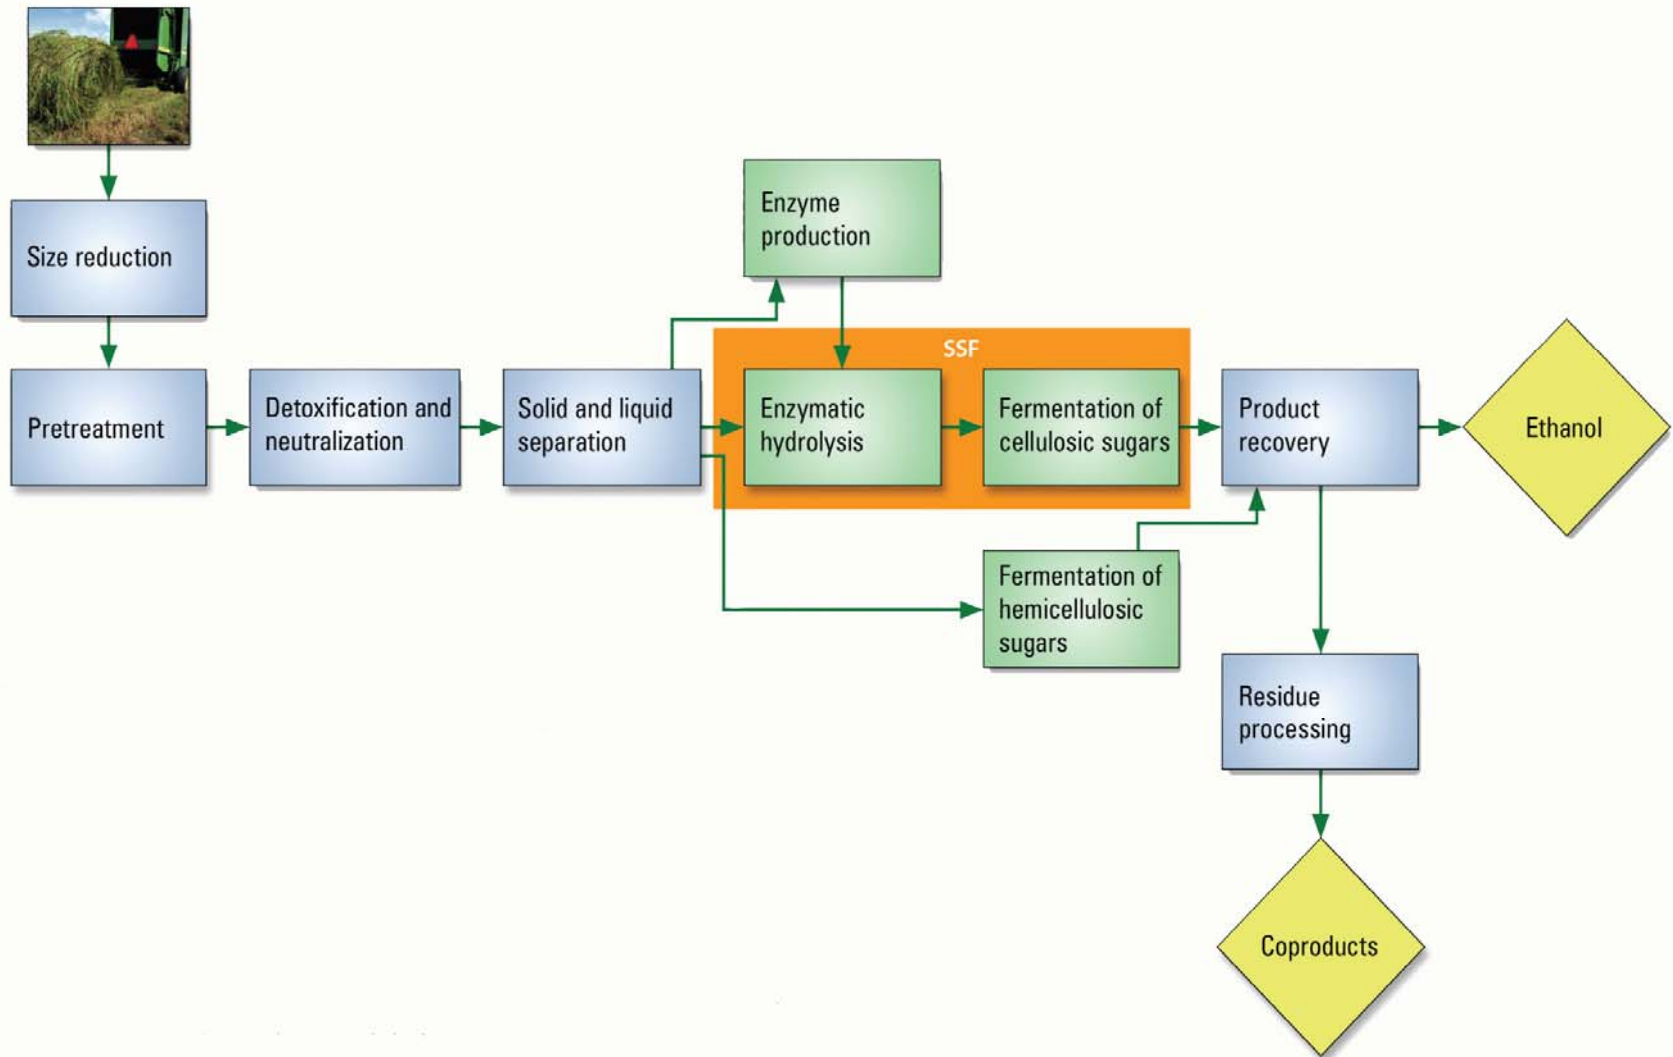 Size reduction
Pretreatment
Detoxification and
neutralization
Solid and liquid
separation
Enzyme
production
SSF
Enzymatic
hydrolysis
Fermentation of
cellulosic sugars
Fermentation of
hemicellulosic
sugars
Product
recovery
Ethanol
Residue
processing
Coproducts